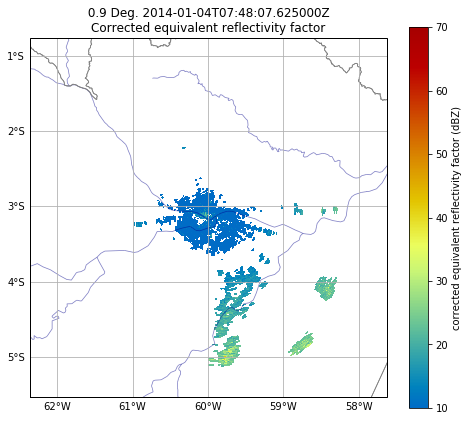 0.9 Deg. 2014-01-04T07:48:07.625000Z
Corrected equivalent reflectivity factor
1°S
2°S
3°S
4°S
5°S
62°W
61°W
60°W
59°W
58°W
70
60
50
40
30
20
10
corrected equivalent reflectivity factor (dBZ)